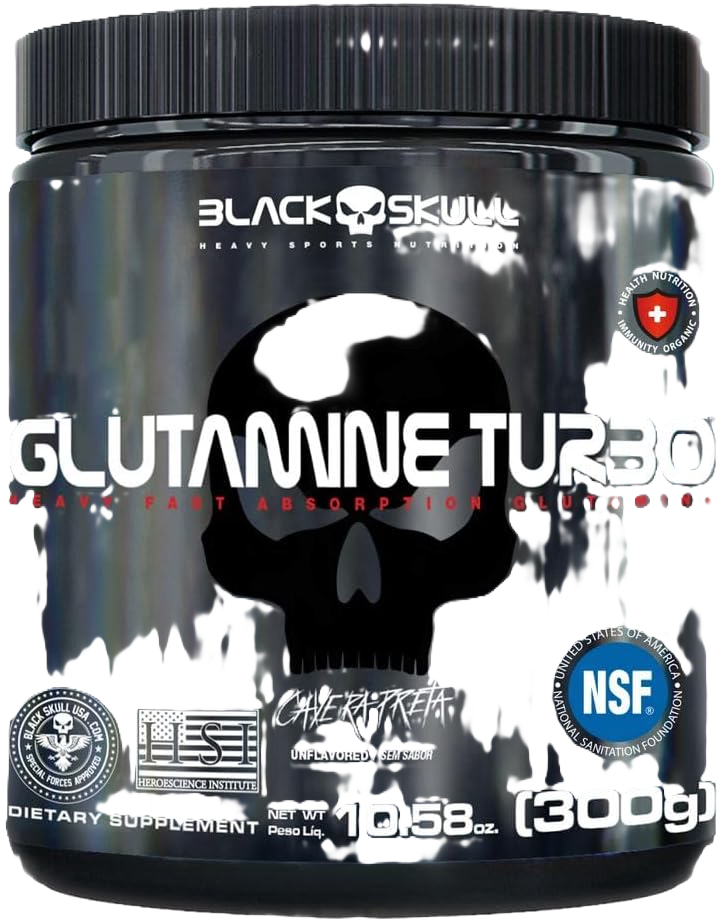 BLACK SKULL
HEAVY SPORTS NUTRITION
HEALTH NUTRITION
IMMUNITY ORGANIC
GLUTAMINE TURBO
HEAVY FAST ABSORPTION
UNITED STATES OF AMERICA
NSF®
NATIONAL SANITATION FOUNDATION
BLACK SKULL USA.COM
SPECIAL FORCES APPROVED
HSI
HEROESCIENCE INSTITUTE
CAVEIRA PRETA
UNFLAVORED / SEM SABOR
DIETARY SUPPLEMENT
NET WT
Peso Líq.
10.58oz.
(300g)